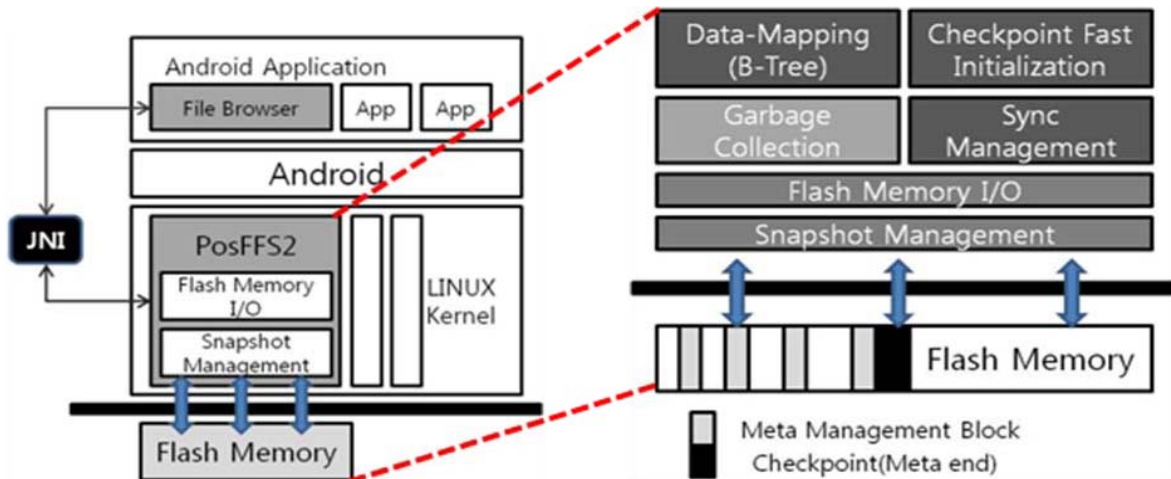 Android Application
File Browser
App
App
Android
JNI
PosFFS2
Flash Memory
I/O
Snapshot
Management
LINUX
Kernel
Flash Memory
Data-Mapping
(B-Tree)
Checkpoint Fast
Initialization
Garbage
Collection
Sync
Management
Flash Memory I/O
Snapshot Management
Flash Memory
Meta Management Block
Checkpoint(Meta end)